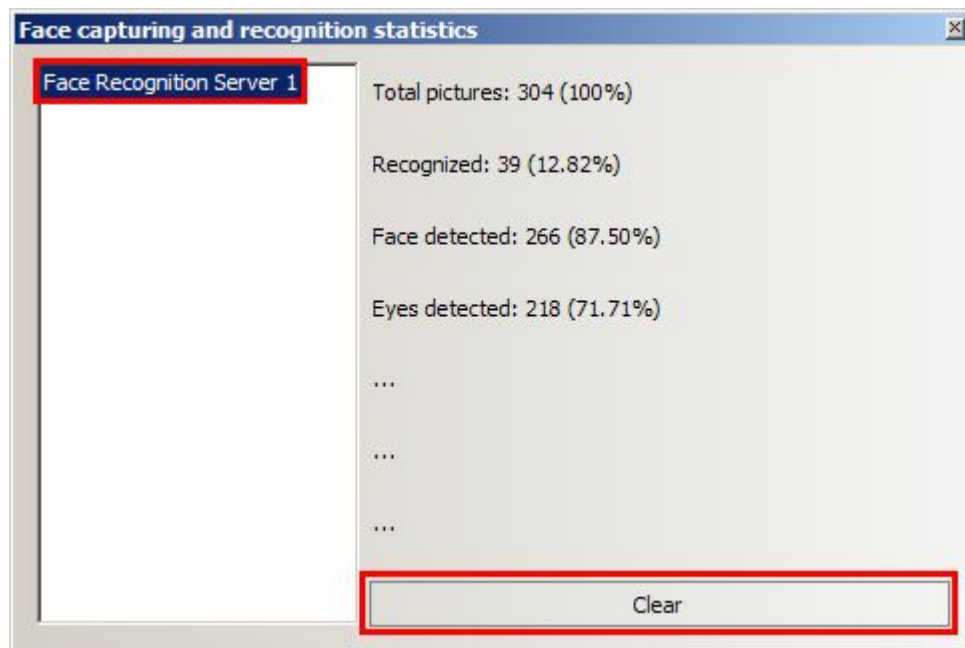 Face capturing and recognition statistics
Face Recognition Server 1
Total pictures: 304 (100%)
Recognized: 39 (12.82%)
Face detected: 266 (87.50%)
Eyes detected: 218 (71.71%)
...
...
...
Clear